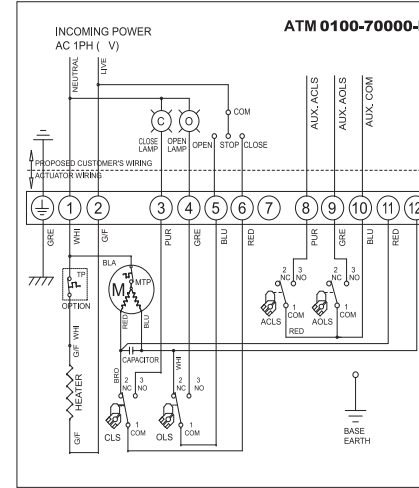 ATM 0100-70000-
INCOMING POWER
AC 1PH ( V)
NEUTRAL
LIVE
COM
C
O
CLOSE
LAMP
OPEN
LAMP
OPEN
STOP
CLOSE
AUX. ACLS
AUX. AOLS
AUX. COM
PROPOSED CUSTOMER'S WIRING
ACTUATOR WIRING
1
2
3
4
5
6
7
8
9
10
11
12
GRE
WHI
G/F
PUR
GRE
BLU
RED
PUR
GRE
BLU
RED
BLA
TP
OPTION
M
MTP
RED
BLU
CAPACITOR
WHI
G/F
HEATER
G/F
BRO
WHI
2
NC
3
NO
1
COM
CLS
2
NC
3
NO
1
COM
OLS
2
NC
3
NO
1
COM
ACLS
RED
2
NC
3
NO
1
COM
AOLS
BASE
EARTH